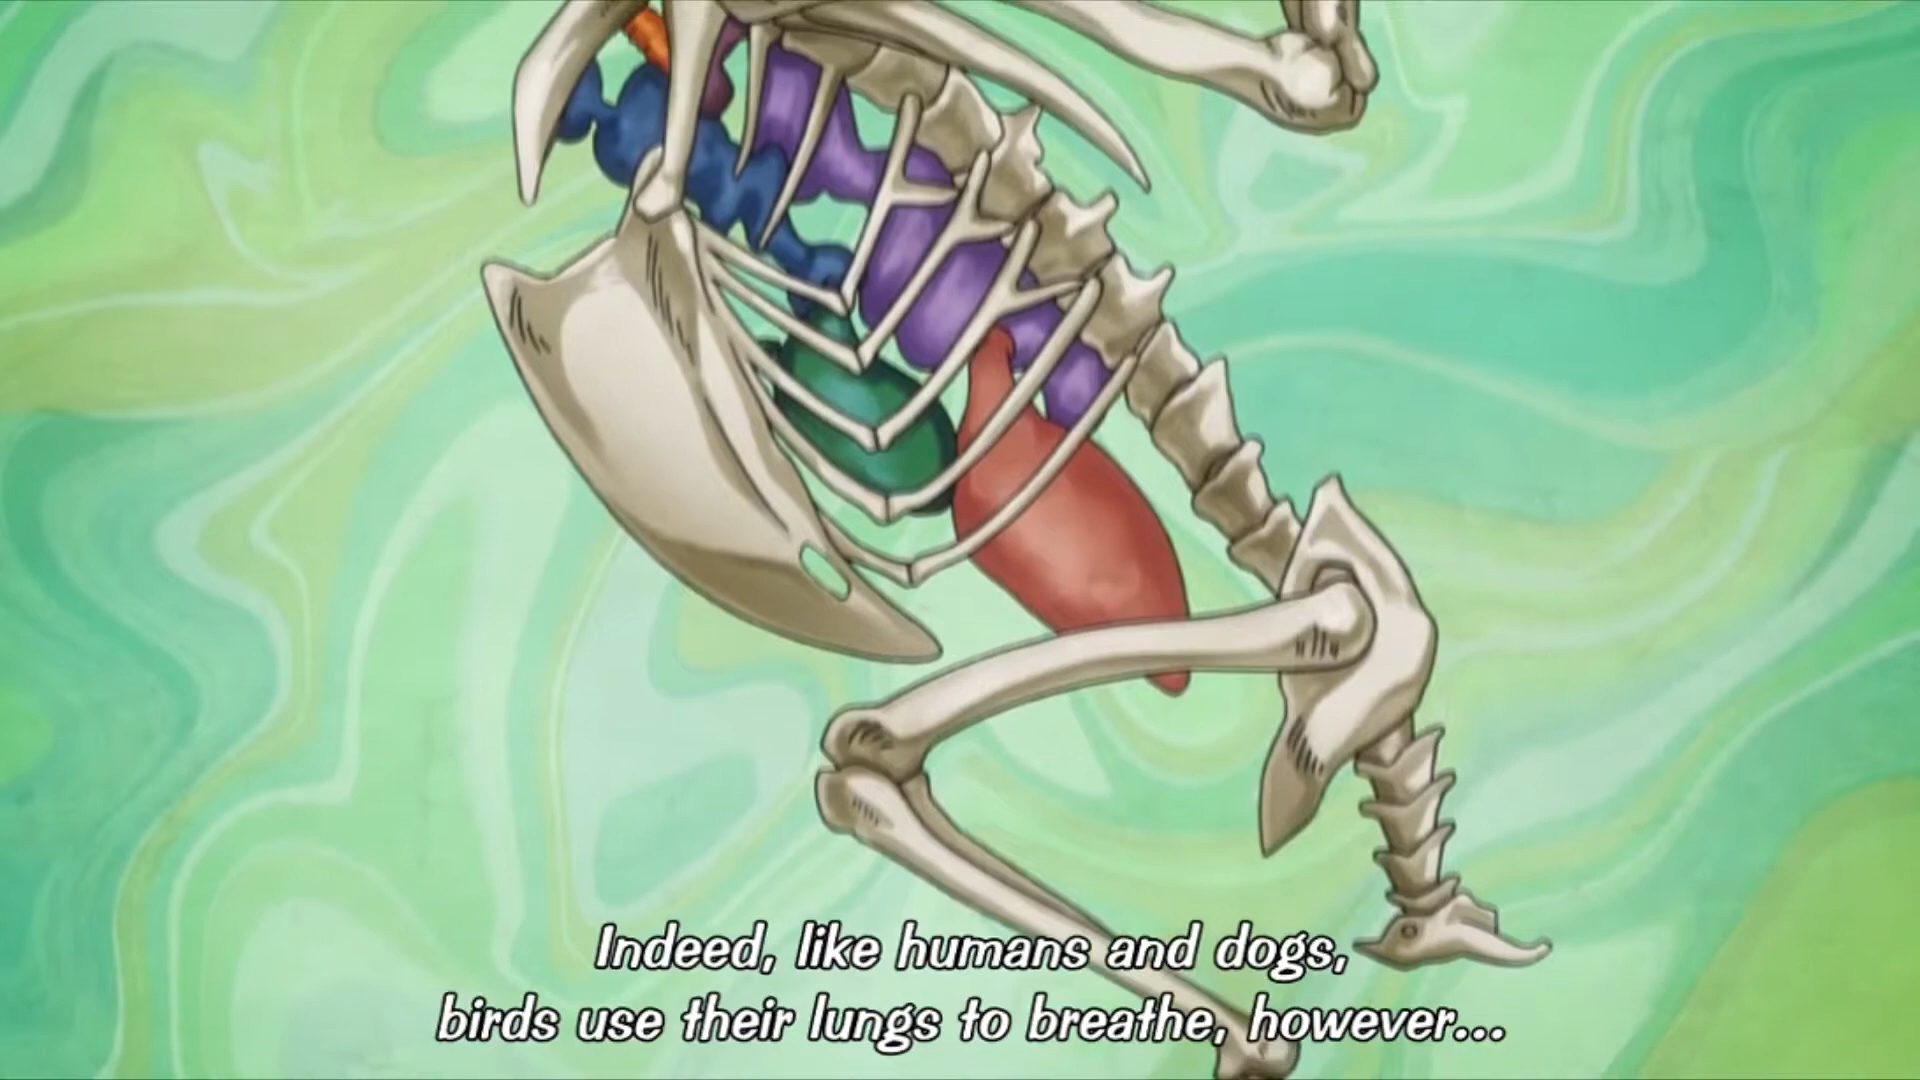 Indeed, like humans and dogs,
birds use their lungs to breathe, however...